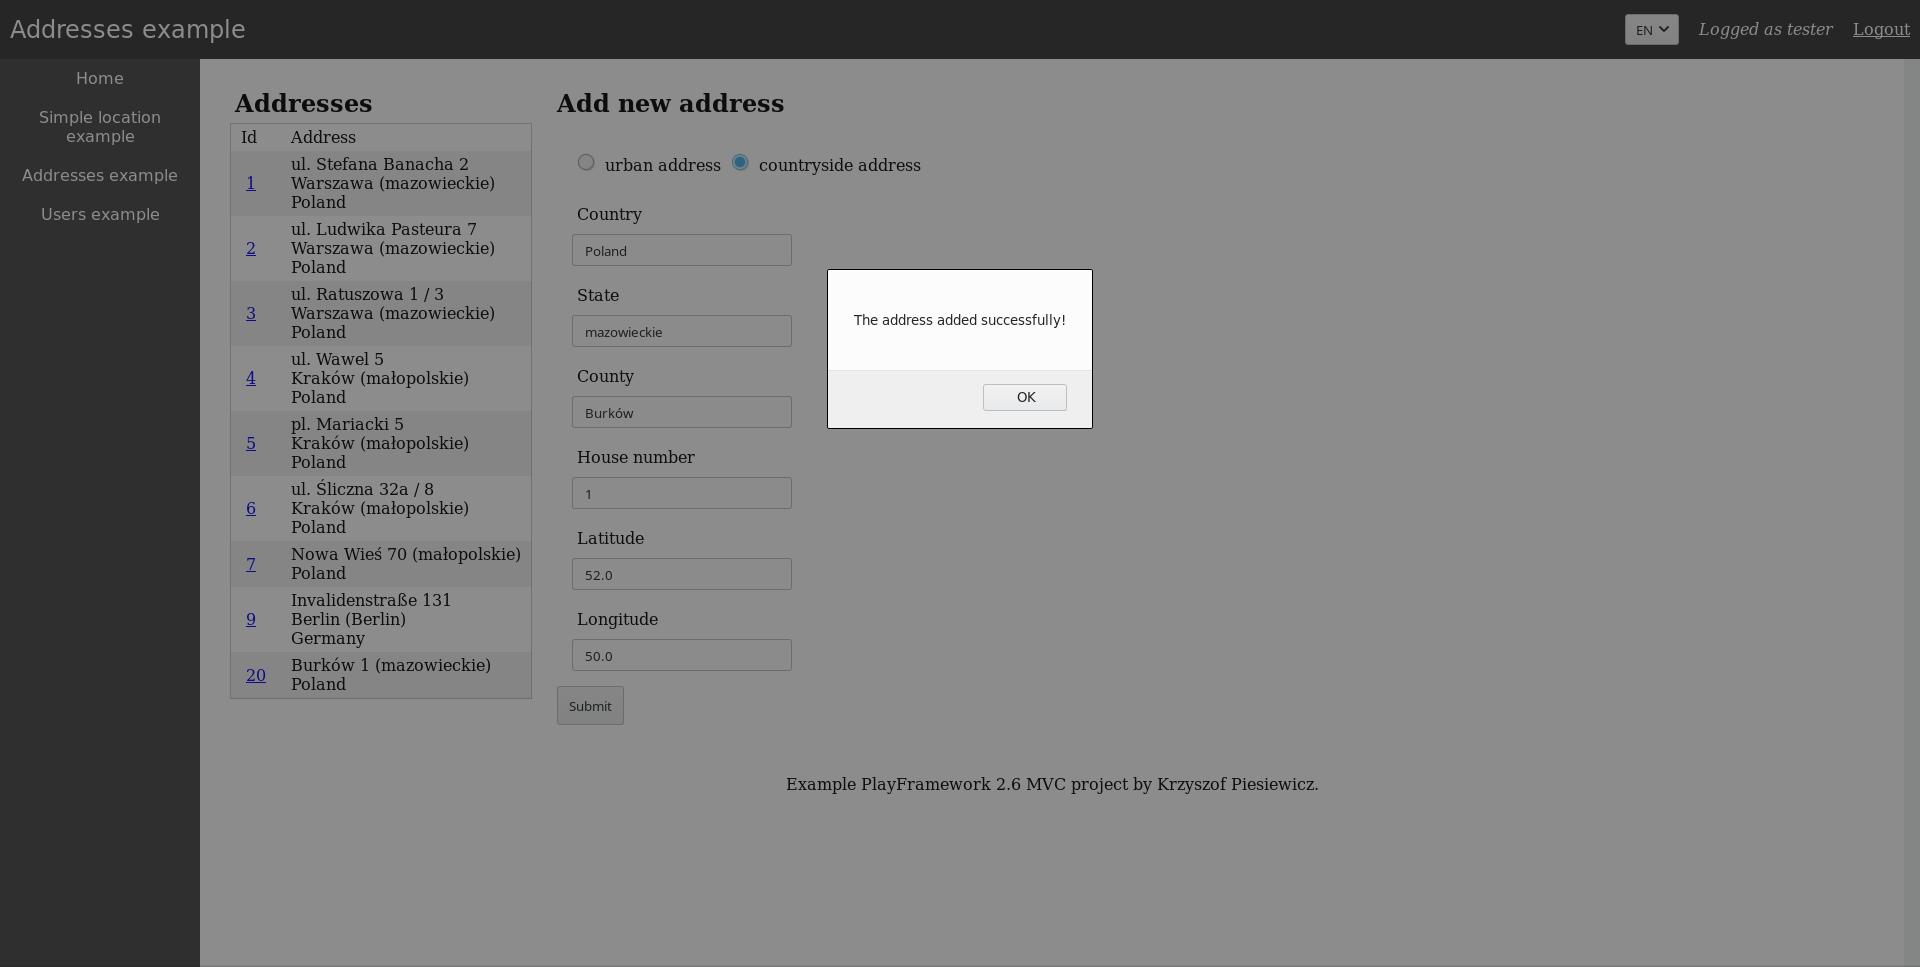 Addresses example
EN
Logged as tester
Logout
Home
Simple location
example
Addresses example
Users example
Addresses
Id Address
1
ul. Stefana Banacha 2
Warszawa (mazowieckie)
Poland
2
ul. Ludwika Pasteura 7
Warszawa (mazowieckie)
Poland
3
ul. Ratuszowa 1 / 3
Warszawa (mazowieckie)
Poland
4
ul. Wawel 5
Kraków (małopolskie)
Poland
5
pl. Mariacki 5
Kraków (małopolskie)
Poland
6
ul. Śliczna 32a / 8
Kraków (małopolskie)
Poland
7
Nowa Wieś 70 (małopolskie)
Poland
9
Invalidenstraße 131
Berlin (Berlin)
Germany
20
Burków 1 (mazowieckie)
Poland
Add new address
urban address countryside address
Country
Poland
State
mazowieckie
County
Burków
House number
1
Latitude
52.0
Longitude
50.0
Submit
The address added successfully!
OK
Example PlayFramework 2.6 MVC project by Krzyszof Piesiewicz.